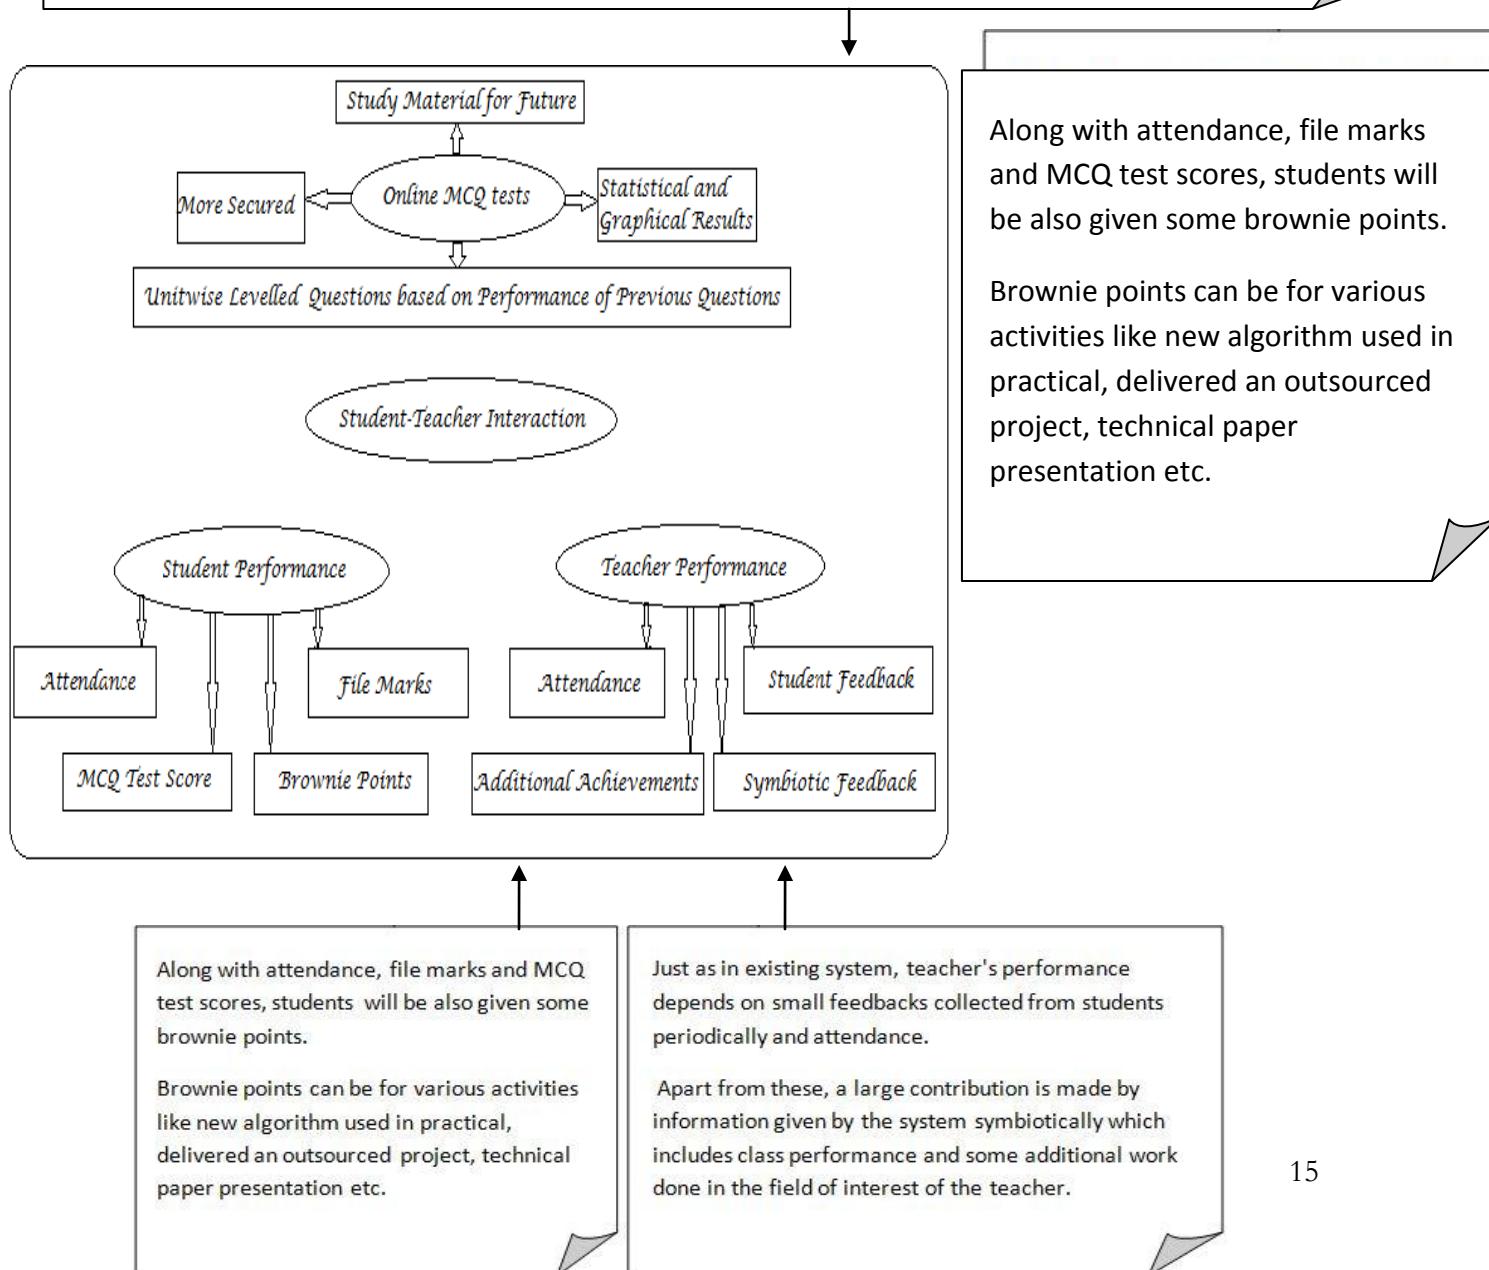 Study Material for Future
More Secured
Online MCQ tests
Statistical and
Graphical Results
Unitwise Levelled Questions based on Performance of Previous Questions
Student-Teacher Interaction
Student Performance
Teacher Performance
Attendance
File Marks
Attendance
Student Feedback
MCQ Test Score
Brownie Points
Additional Achievements
Symbiotic Feedback
Along with attendance, file marks
and MCQ test scores, students will
be also given some brownie points.
Brownie points can be for various
activities like new algorithm used in
practical, delivered an outsourced
project, technical paper
presentation etc.
Along with attendance, file marks and MCQ
test scores, students will be also given some
brownie points.
Brownie points can be for various activities
like new algorithm used in practical,
delivered an outsourced project, technical
paper presentation etc.
Just as in existing system, teacher's performance
depends on small feedbacks collected from students
periodically and attendance.
Apart from these, a large contribution is made by
information given by the system symbiotically which
includes class performance and some additional work
done in the field of interest of the teacher.
15